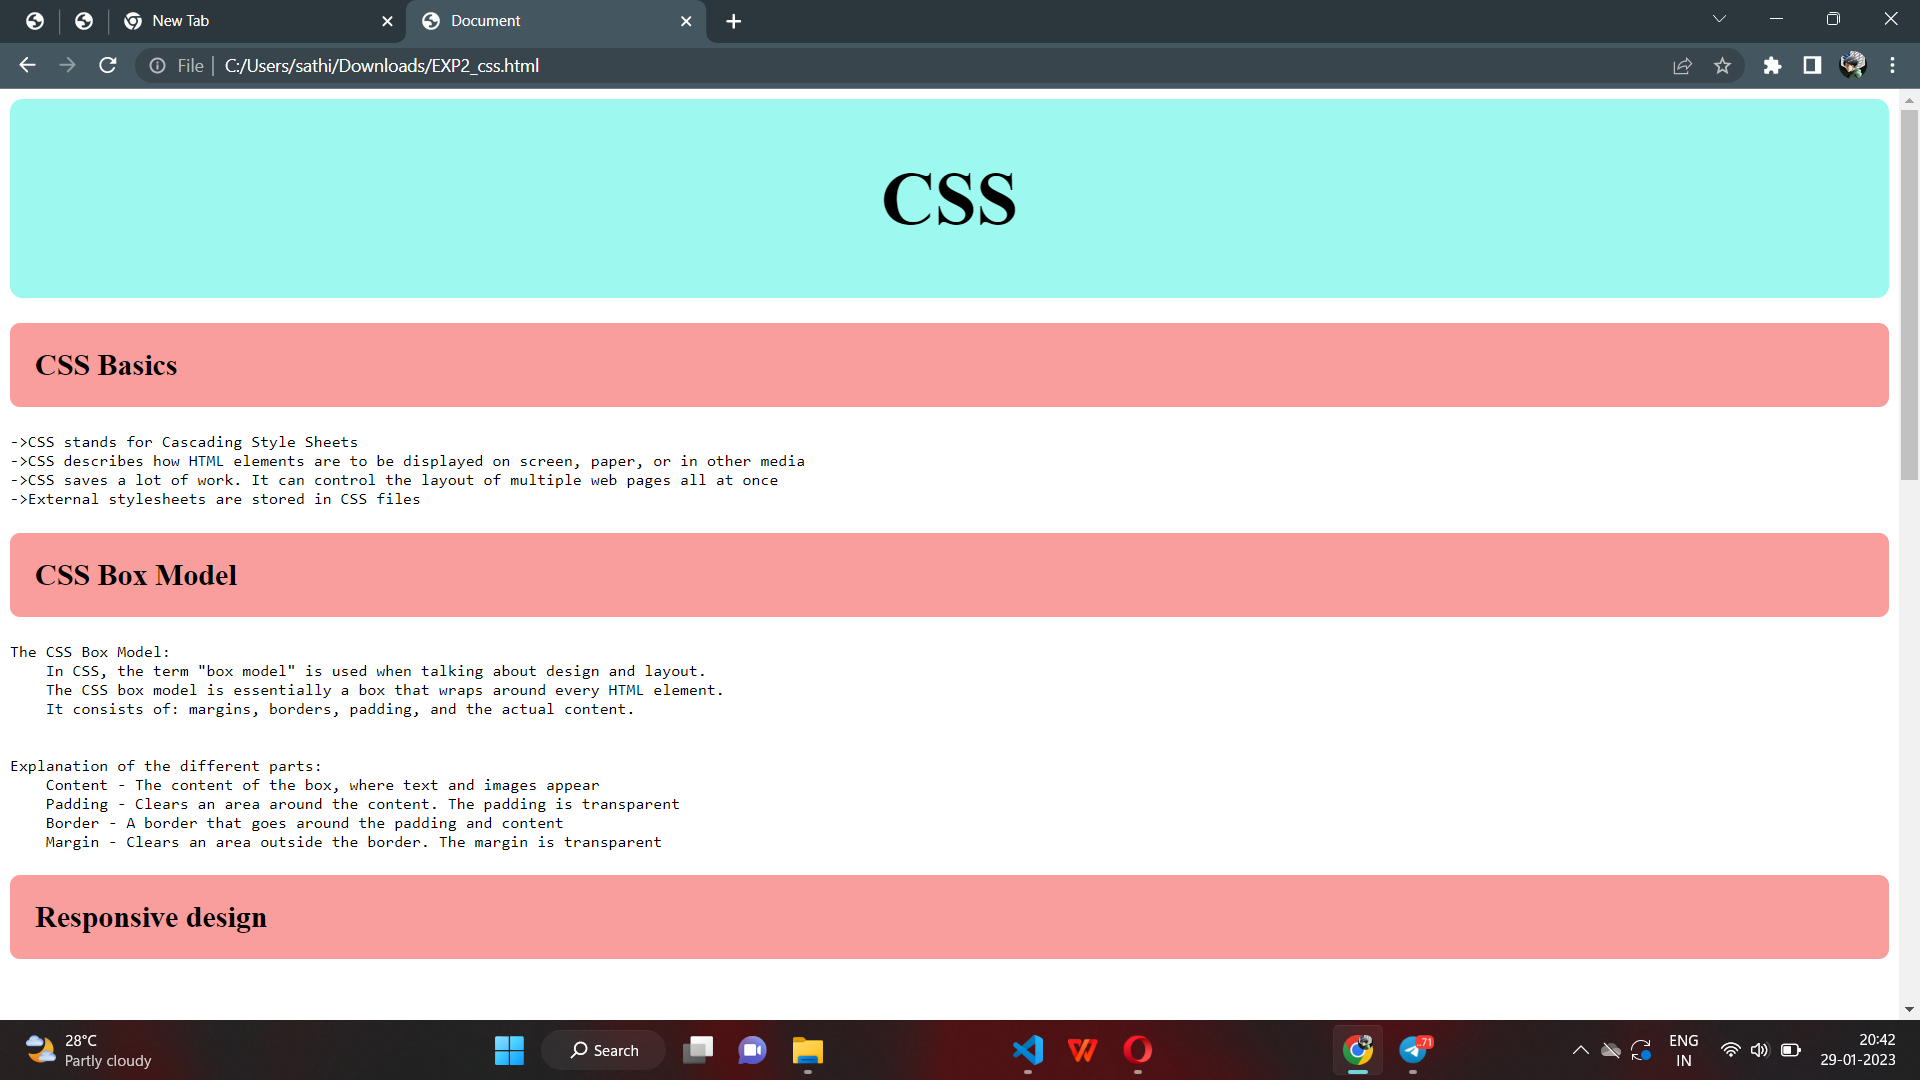 New Tab
Document
File
C:/Users/sathi/Downloads/EXP2_css.html
CSS
CSS Basics
->CSS stands for Cascading Style Sheets
->CSS describes how HTML elements are to be displayed on screen, paper, or in other media
->CSS saves a lot of work. It can control the layout of multiple web pages all at once
->External stylesheets are stored in CSS files
CSS Box Model
The CSS Box Model:
    In CSS, the term "box model" is used when talking about design and layout.
    The CSS box model is essentially a box that wraps around every HTML element.
    It consists of: margins, borders, padding, and the actual content.
Explanation of the different parts:
    Content - The content of the box, where text and images appear
    Padding - Clears an area around the content. The padding is transparent
    Border - A border that goes around the padding and content
    Margin - Clears an area outside the border. The margin is transparent
Responsive design
28°C
Partly cloudy
Search
..71
ENG
IN
20:42
29-01-2023